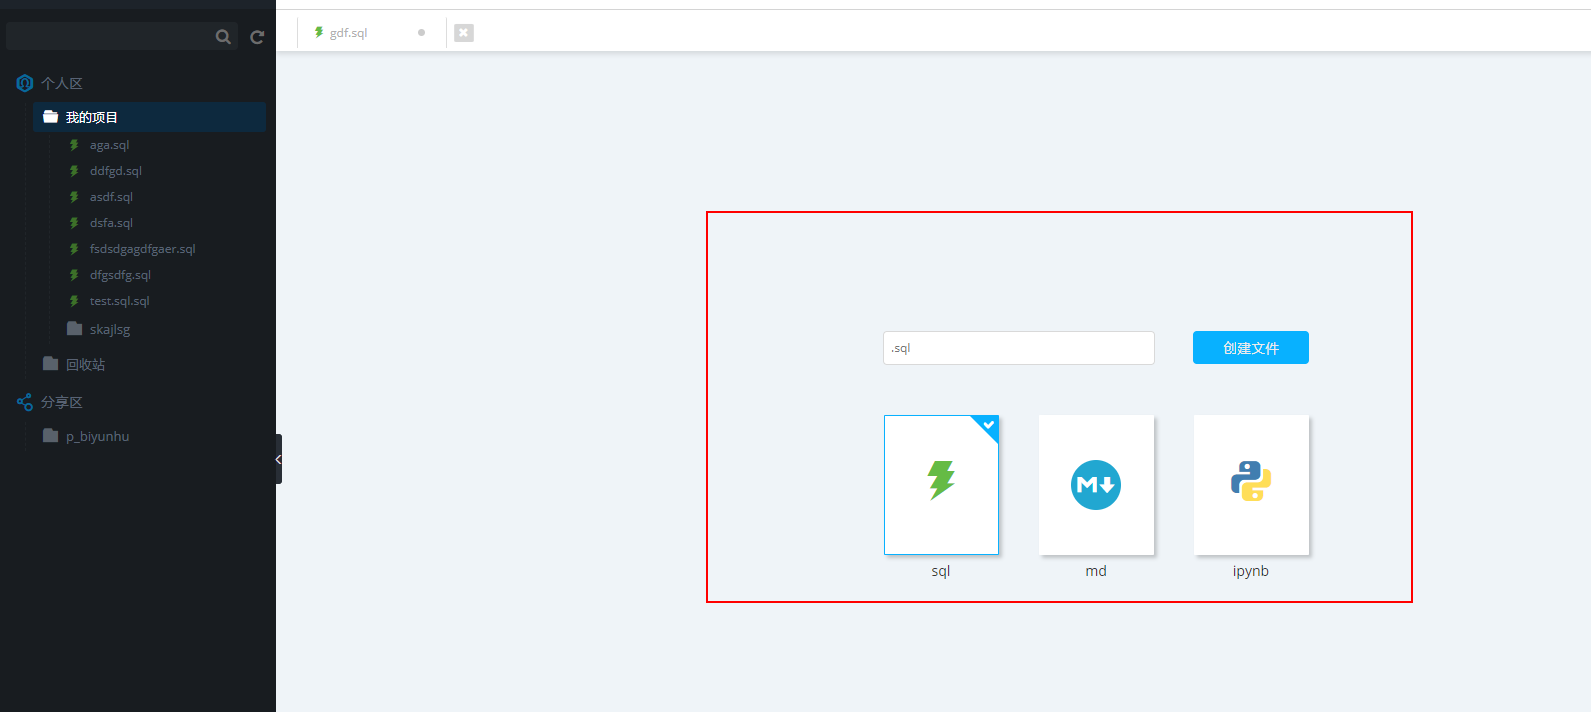 个人区
我的项目
aga.sql
ddfgd.sql
asdf.sql
dsfa.sql
fsdsdgagdfgaer.sql
dfgsdfg.sql
test.sql.sql
skajlsg
回收站
分享区
p_biyunhu
gdf.sql
.sql
创建文件
M
sql
md
ipynb